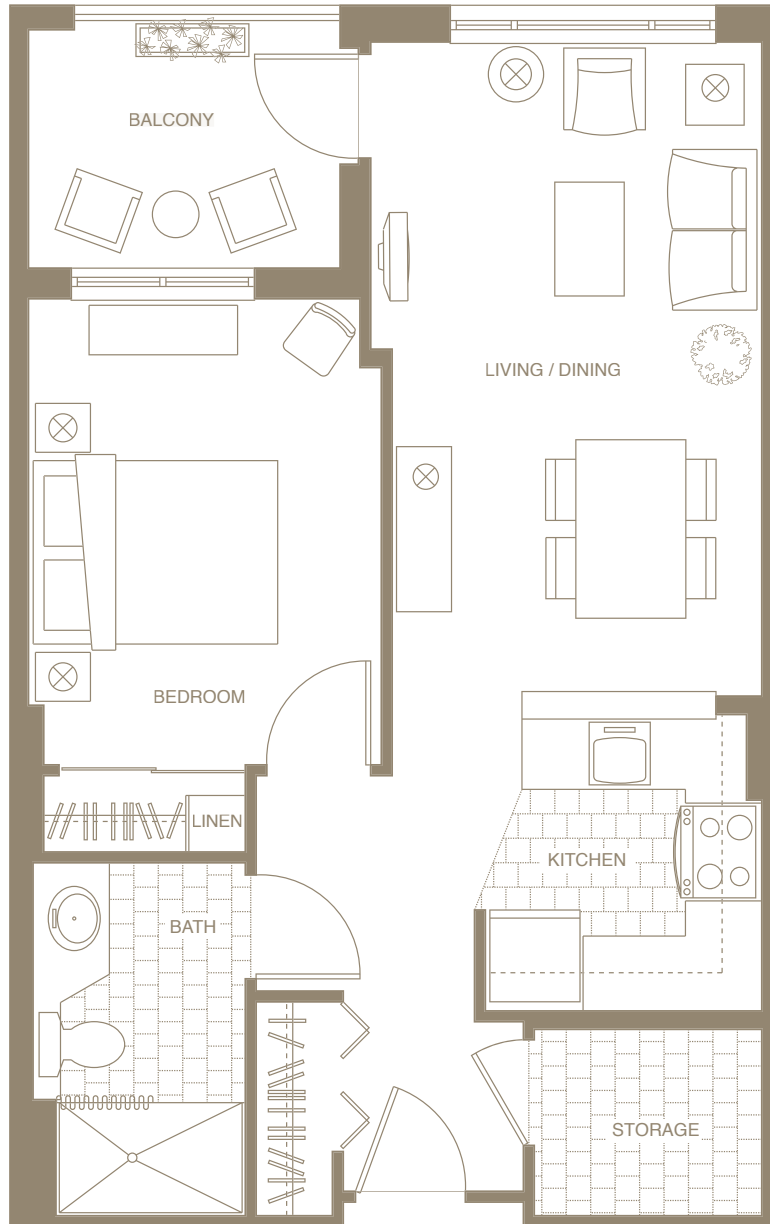 BALCONY
LIVING / DINING
BEDROOM
LINEN
KITCHEN
BATH
STORAGE